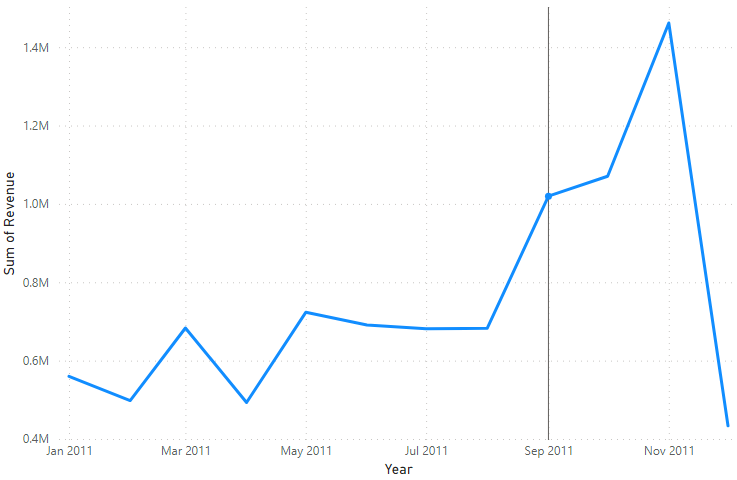 1.4M
1.2M
1.0M
0.8M
0.6M
0.4M
Sum of Revenue
Jan 2011 Mar 2011 May 2011 Jul 2011 Sep 2011 Nov 2011
Year